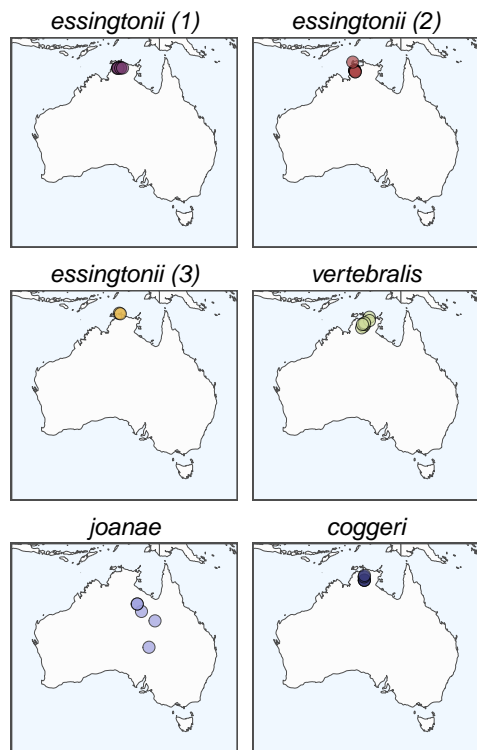 essingtonii (1)
essingtonii (2)
essingtonii (3)
vertebralis
joanae
coggeri